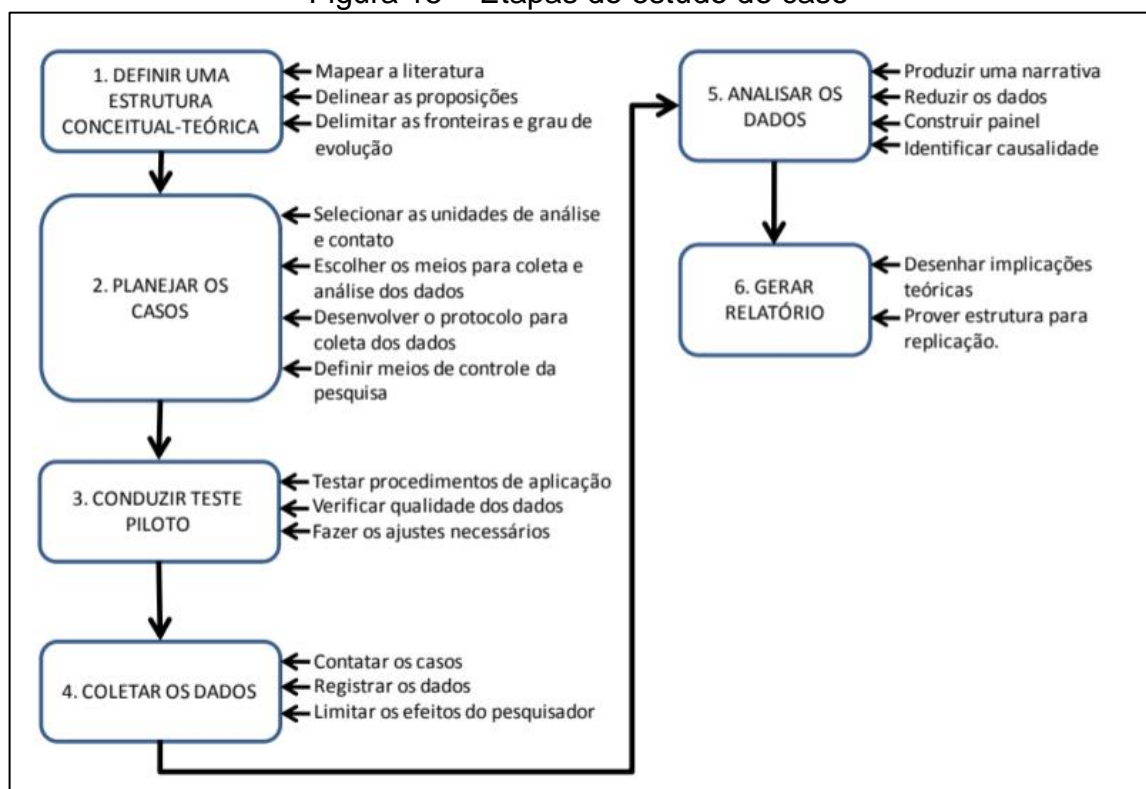 Figura 18 – Etapas do estudo de caso
1. DEFINIR UMA
ESTRUTURA
CONCEITUAL-TEÓRICA
Mapear a literatura
Delinear as proposições
Delimitar as fronteiras e grau de
evolução
2. PLANEJAR OS
CASOS
Selecionar as unidades de análise
e contato
Escolher os meios para coleta e
análise dos dados
Desenvolver o protocolo para
coleta dos dados
Definir meios de controle da
pesquisa
3. CONDUZIR TESTE
PILOTO
Testar procedimentos de aplicação
Verificar qualidade dos dados
Fazer os ajustes necessários
4. COLETAR OS DADOS
Contatar os casos
Registrar os dados
Limitar os efeitos do pesquisador
5. ANALISAR OS
DADOS
Produzir uma narrativa
Reduzir os dados
Construir painel
Identificar causalidade
6. GERAR
RELATÓRIO
Desenhar implicações
teóricas
Prover estrutura para
replicação.